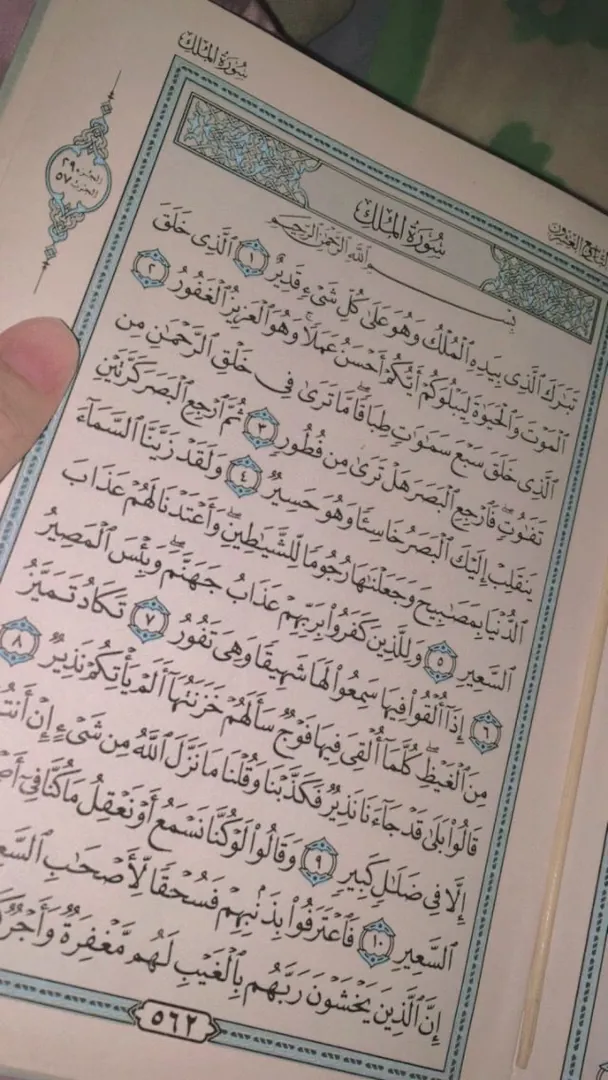 سُورَةُ المُلْكِ
الجزء ٢٩
الحزب ٥٧
سُورَةُ المُلْكِ
بِسْمِ ٱللَّهِ ٱلرَّحْمَٰنِ ٱلرَّحِيمِ
تَبَٰرَكَ ٱلَّذِى بِيَدِهِ ٱلْمُلْكُ وَهُوَ عَلَىٰ كُلِّ شَىْءٍ قَدِيرٌ ١ ٱلَّذِى خَلَقَ
ٱلْمَوْتَ وَٱلْحَيَوٰةَ لِيَبْلُوَكُمْ أَيُّكُمْ أَحْسَنُ عَمَلًا ۚ وَهُوَ ٱلْعَزِيزُ ٱلْغَفُورُ ٢
ٱلَّذِى خَلَقَ سَبْعَ سَمَٰوَٰتٍ طِبَاقًا ۖ مَّا تَرَىٰ فِى خَلْقِ ٱلرَّحْمَٰنِ مِن
تَفَٰوُتٍ ۖ فَٱرْجِعِ ٱلْبَصَرَ هَلْ تَرَىٰ مِن فُطُورٍ ٣ ثُمَّ ٱرْجِعِ ٱلْبَصَرَ كَرَّتَيْنِ
يَنقَلِبْ إِلَيْكَ ٱلْبَصَرُ خَاسِئًا وَهُوَ حَسِيرٌ ٤ وَلَقَدْ زَيَّنَّا ٱلسَّمَآءَ
ٱلدُّنْيَا بِمَصَٰبِيحَ وَجَعَلْنَٰهَا رُجُومًا لِّلشَّيَٰطِينِ ۖ وَأَعْتَدْنَا لَهُمْ عَذَابَ
ٱلسَّعِيرِ ٥ وَلِلَّذِينَ كَفَرُوا۟ بِرَبِّهِمْ عَذَابُ جَهَنَّمَ ۖ وَبِئْسَ ٱلْمَصِيرُ
٦ إِذَآ أُلْقُوا۟ فِيهَا سَمِعُوا۟ لَهَا شَهِيقًا وَهِىَ تَفُورُ ٧ تَكَادُ تَمَيَّزُ
مِنَ ٱلْغَيْظِ ۖ كُلَّمَآ أُلْقِىَ فِيهَا فَوْجٌ سَأَلَهُمْ خَزَنَتُهَآ أَلَمْ يَأْتِكُمْ نَذِيرٌ ٨
قَالُوا۟ بَلَىٰ قَدْ جَآءَنَا نَذِيرٌ فَكَذَّبْنَا وَقُلْنَا مَا نَزَّلَ ٱللَّهُ مِن شَىْءٍ إِنْ أَنتُ
إِلَّا فِى ضَلَٰلٍ كَبِيرٍ ٩ وَقَالُوا۟ لَوْ كُنَّا نَسْمَعُ أَوْ نَعْقِلُ مَا كُنَّا فِىٓ أَصْ
ٱلسَّعِيرِ ١٠ فَٱعْتَرَفُوا۟ بِذَنۢبِهِمْ فَسُحْقًا لِّأَصْحَٰبِ ٱلسَّعِ
إِنَّ ٱلَّذِينَ يَخْشَوْنَ رَبَّهُم بِٱلْغَيْبِ لَهُم مَّغْفِرَةٌ وَأَجْرٌ
٥٦٢